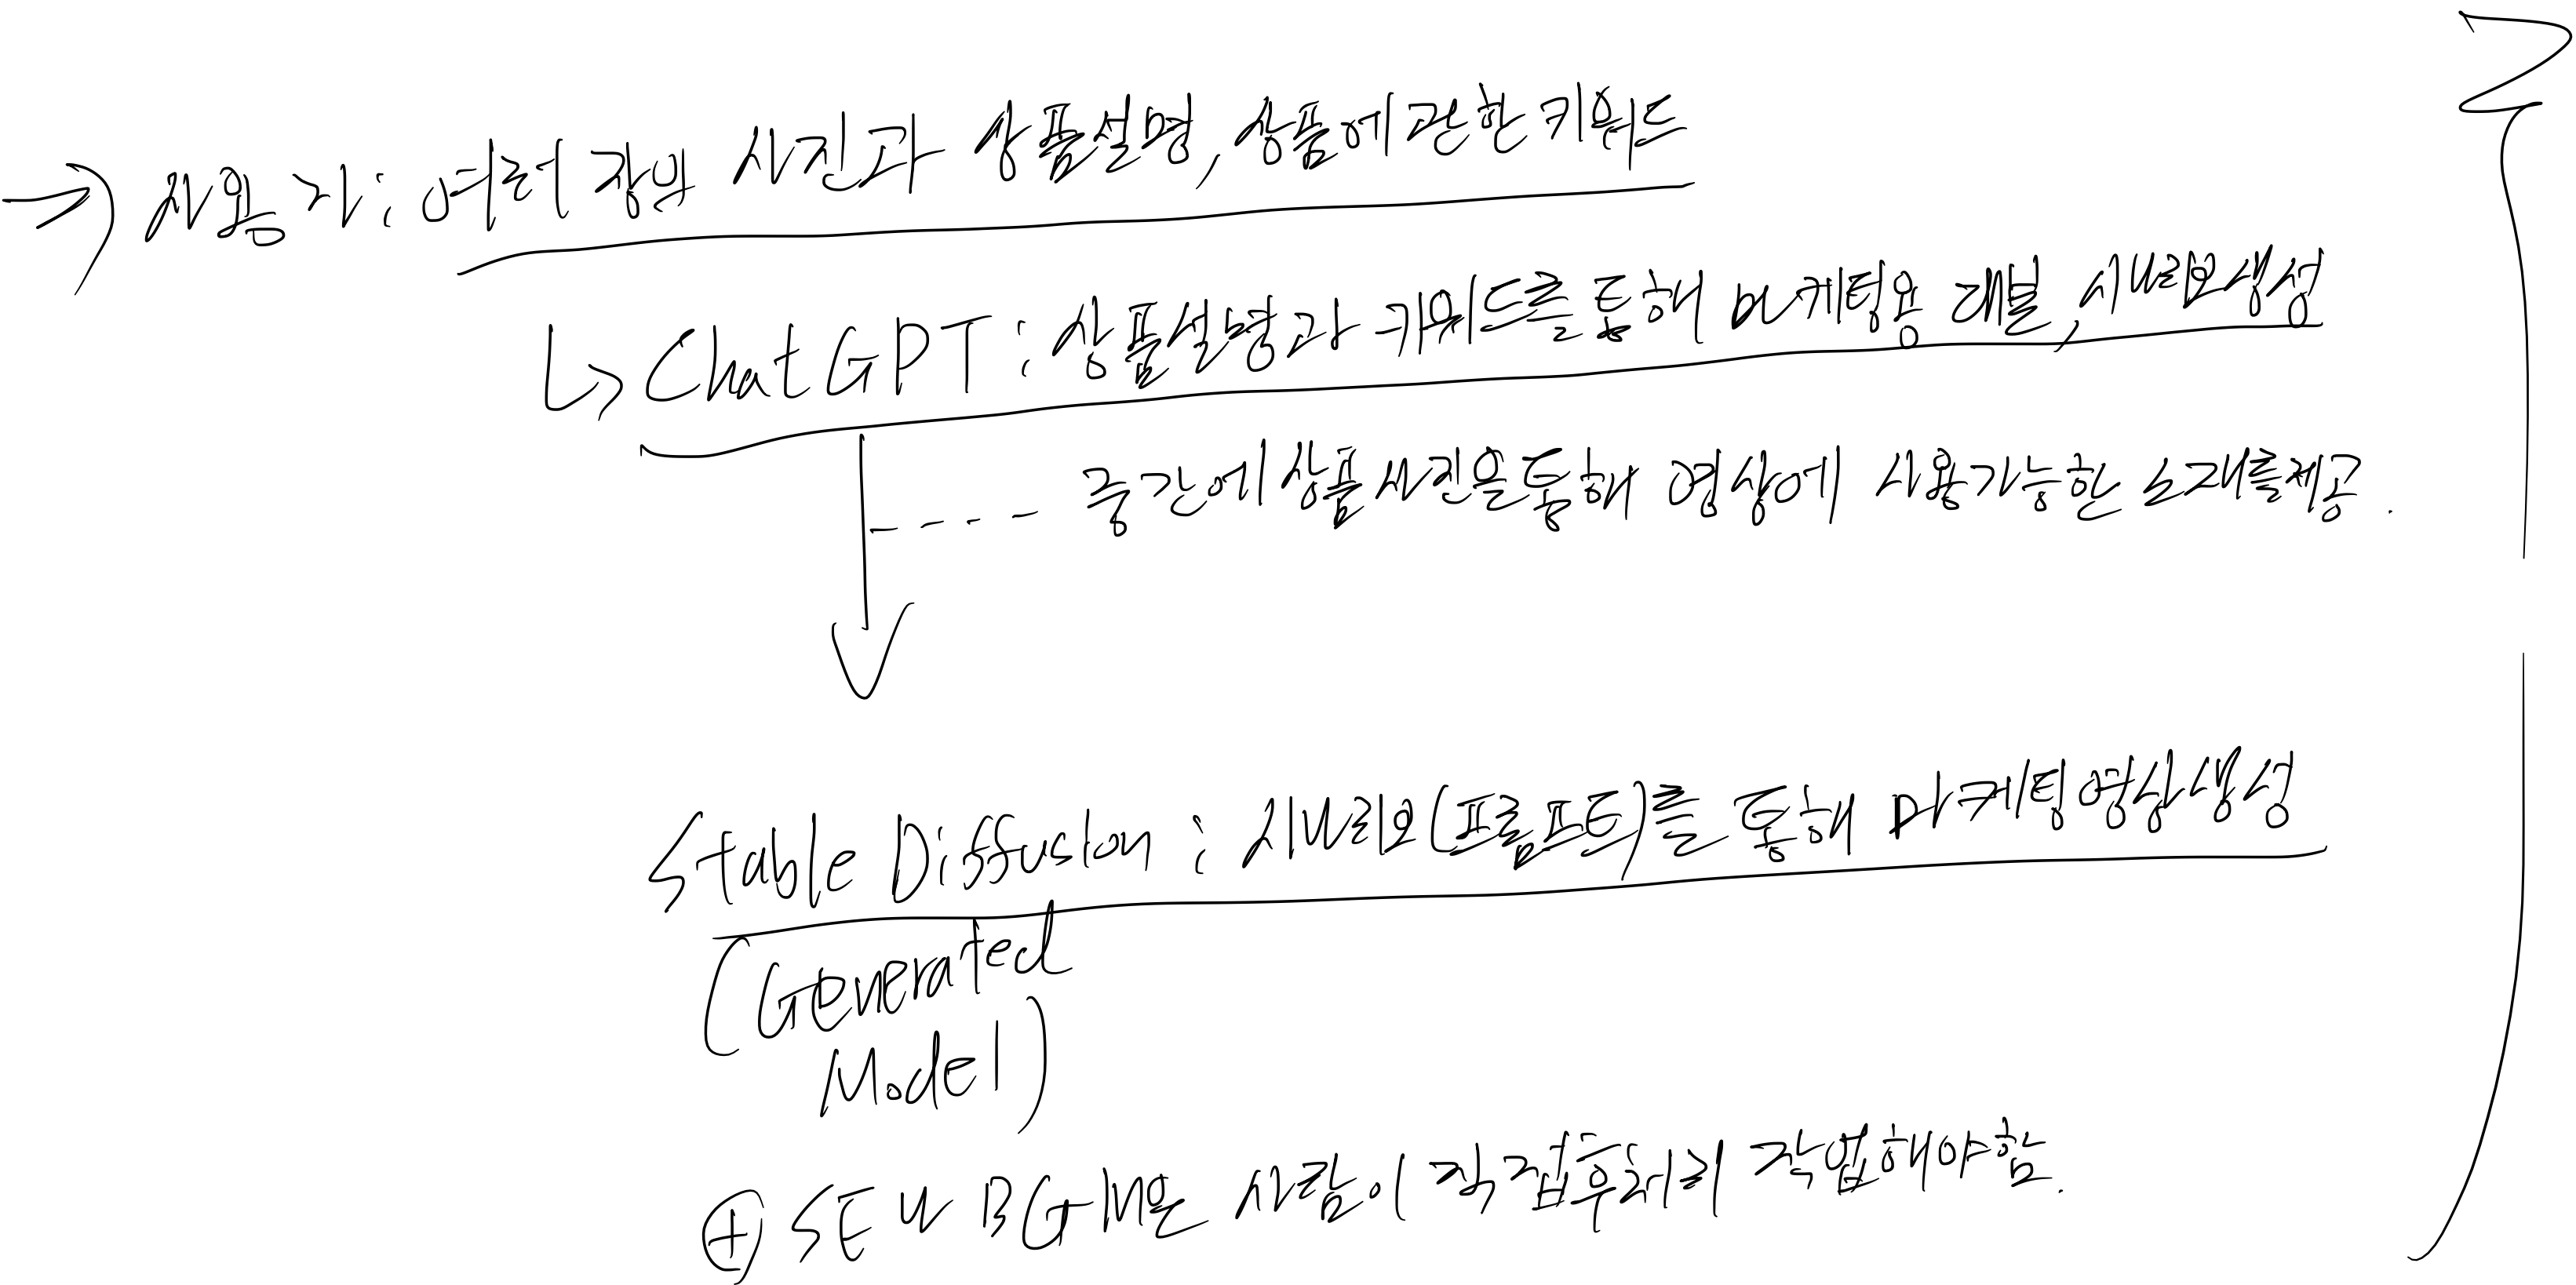 → 사용자: 여러 장의 사진과 상품설명, 상품에 관한 키워드
↳ ChatGPT : 상품설명과 키워드를 통해 마케팅용 대본, 시나리오 생성
중간에 상품 사진을 통해 영상에 사용가능한 소재를 제공.
Stable Diffusion : 시나리오(프롬프트)를 통해 마케팅 영상 생성
(Generated
Model)
⊕ SE나 BGM은 사람이 직접 후처리 작업해야함.